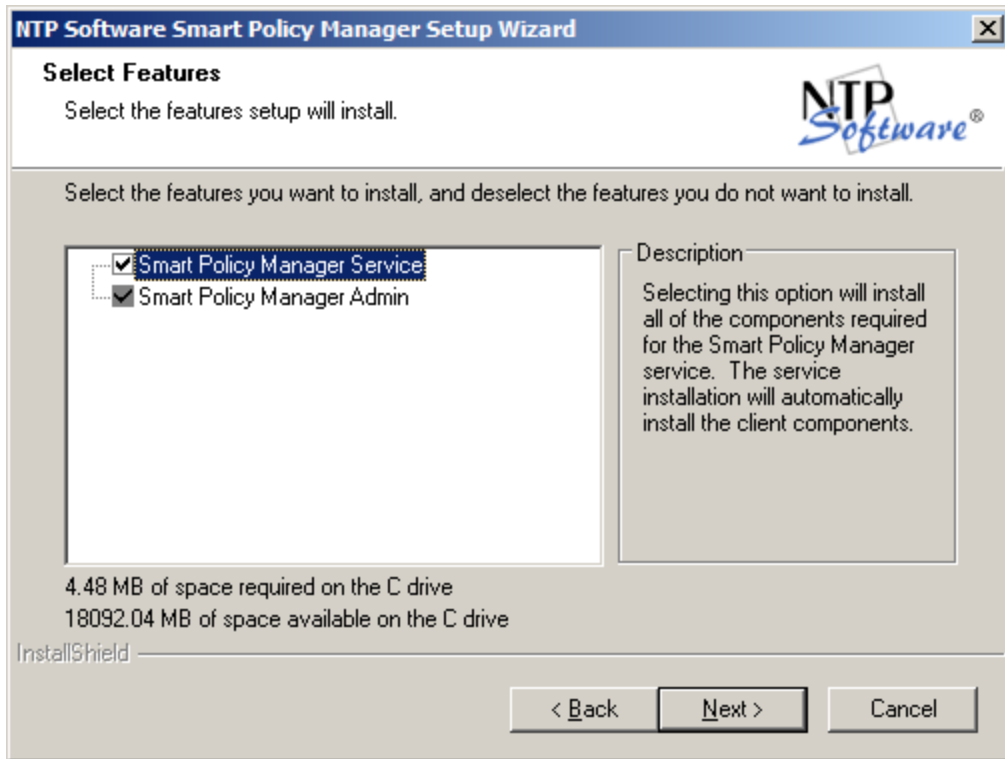 NTP Software Smart Policy Manager Setup Wizard
Select Features
Select the features setup will install.
NTP
Software®
Select the features you want to install, and deselect the features you do not want to install.
Smart Policy Manager Service
Smart Policy Manager Admin
Description
Selecting this option will install
all of the components required
for the Smart Policy Manager
service. The service
installation will automatically
install the client components.
4.48 MB of space required on the C drive
18092.04 MB of space available on the C drive
InstallShield
< Back
Next >
Cancel